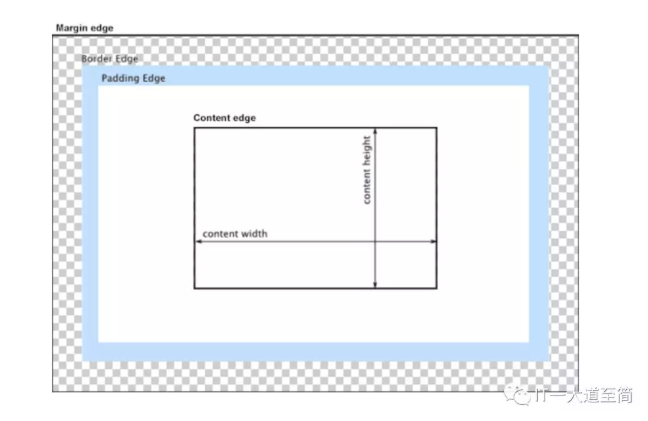 Margin edge
Border Edge
Padding Edge
Content edge
content height
content width
IT一大道至简